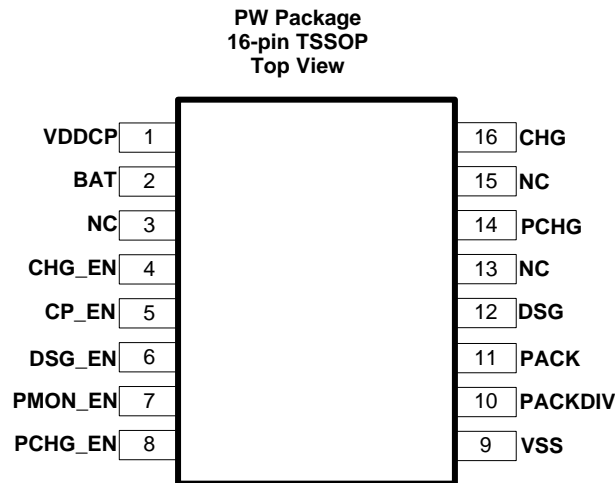 PW Package
16-pin TSSOP
Top View
VDDCP 1
BAT 2
NC 3
CHG_EN 4
CP_EN 5
DSG_EN 6
PMON_EN 7
PCHG_EN 8
16 CHG
15 NC
14 PCHG
13 NC
12 DSG
11 PACK
10 PACKDIV
9 VSS